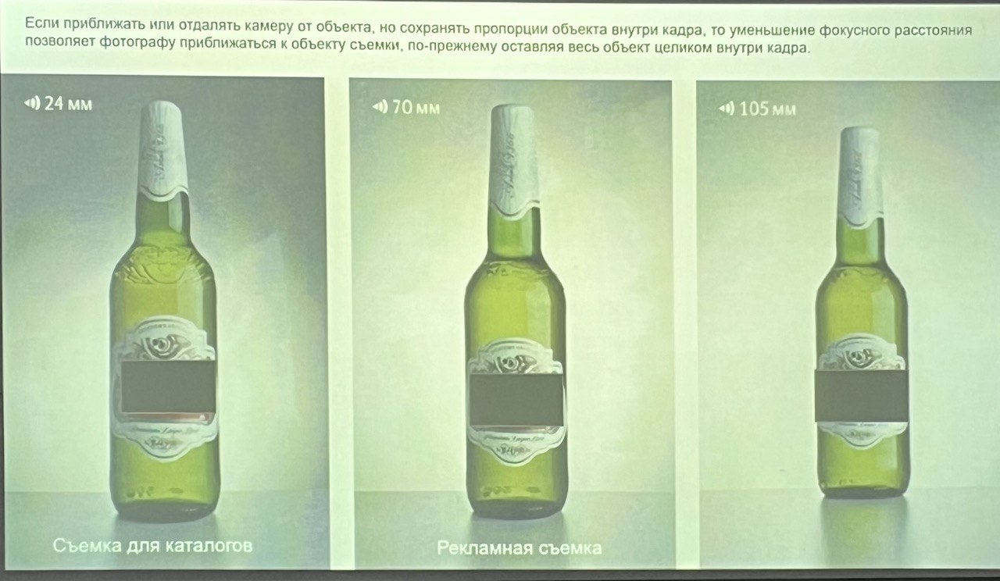 Если приближать или отдалять камеру от объекта, но сохранять пропорции объекта внутри кадра, то уменьшение фокусного расстояния
позволяет фотографу приближаться к объекту съемки, по-прежнему оставляя весь объект целиком внутри кадра.
24 мм
70 мм
105 мм
Съемка для каталогов
Рекламная съемка